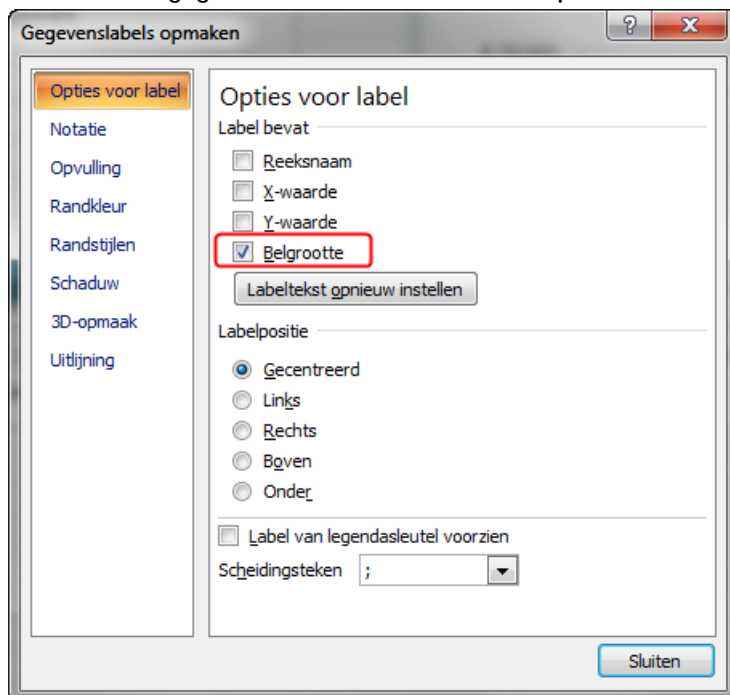 Gegevenslabels opmaken
Opties voor label
Notatie
Opvulling
Randkleur
Randstijlen
Schaduw
3D-opmaak
Uitlijning
Opties voor label
Label bevat
Reeksnaam
X-waarde
Y-waarde
Belgrootte
Labeltekst opnieuw instellen
Labelpositie
Gecentreerd
Links
Rechts
Boven
Onder
Label van legendasleutel voorzien
Scheidingsteken ;
Sluiten